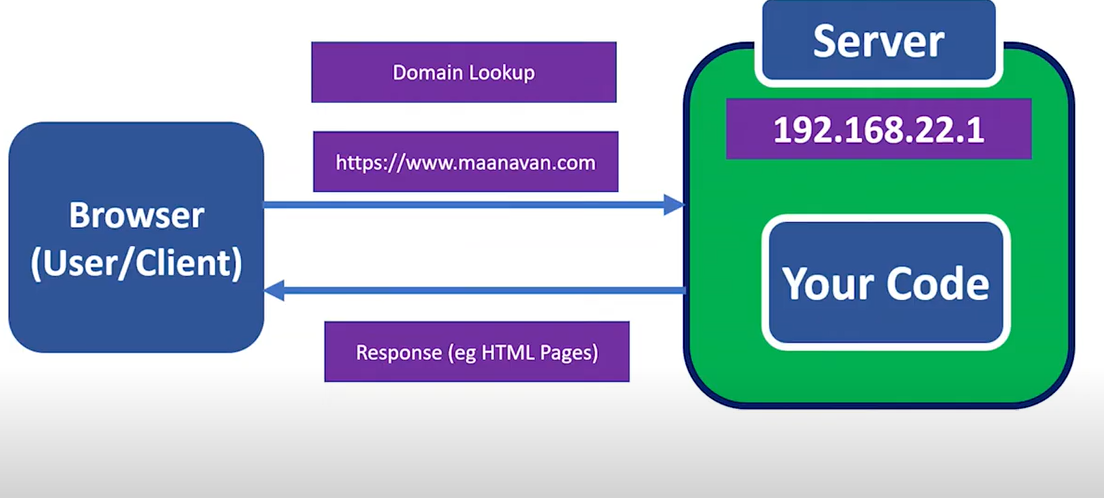 Server
Domain Lookup
192.168.22.1
https://www.maanavan.com
Browser
(User/Client)
Your Code
Response (eg HTML Pages)